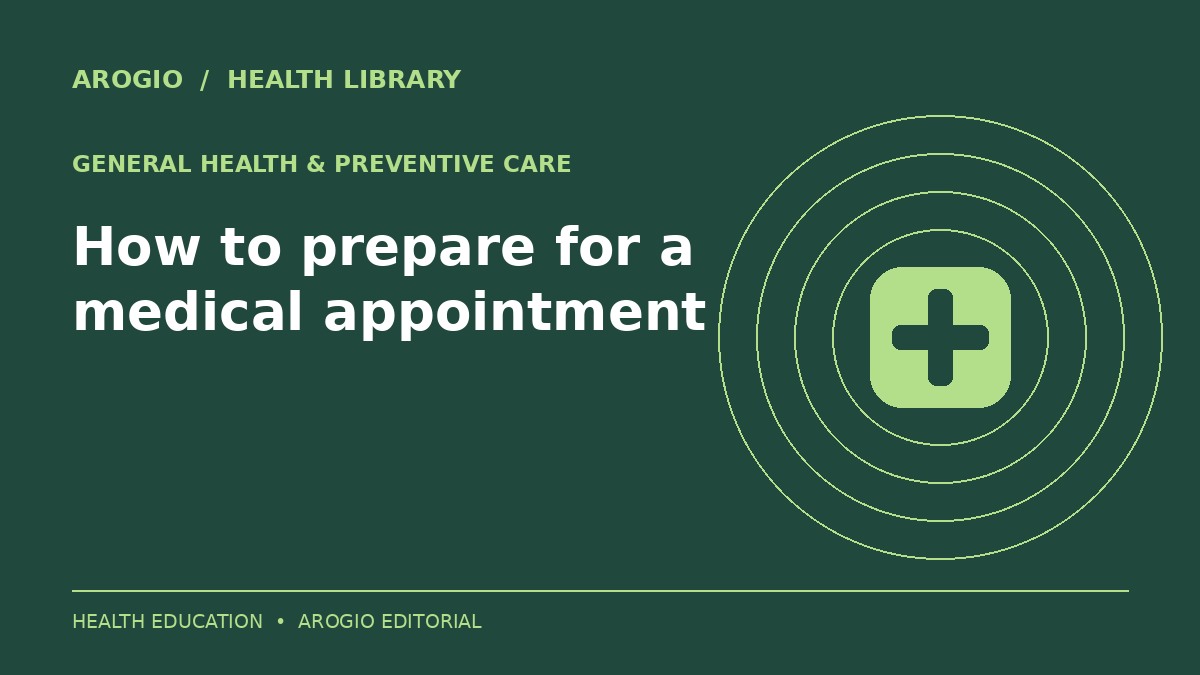 AROGIO / HEALTH LIBRARY
GENERAL HEALTH & PREVENTIVE CARE
How to prepare for a
medical appointment
HEALTH EDUCATION • AROGIO EDITORIAL